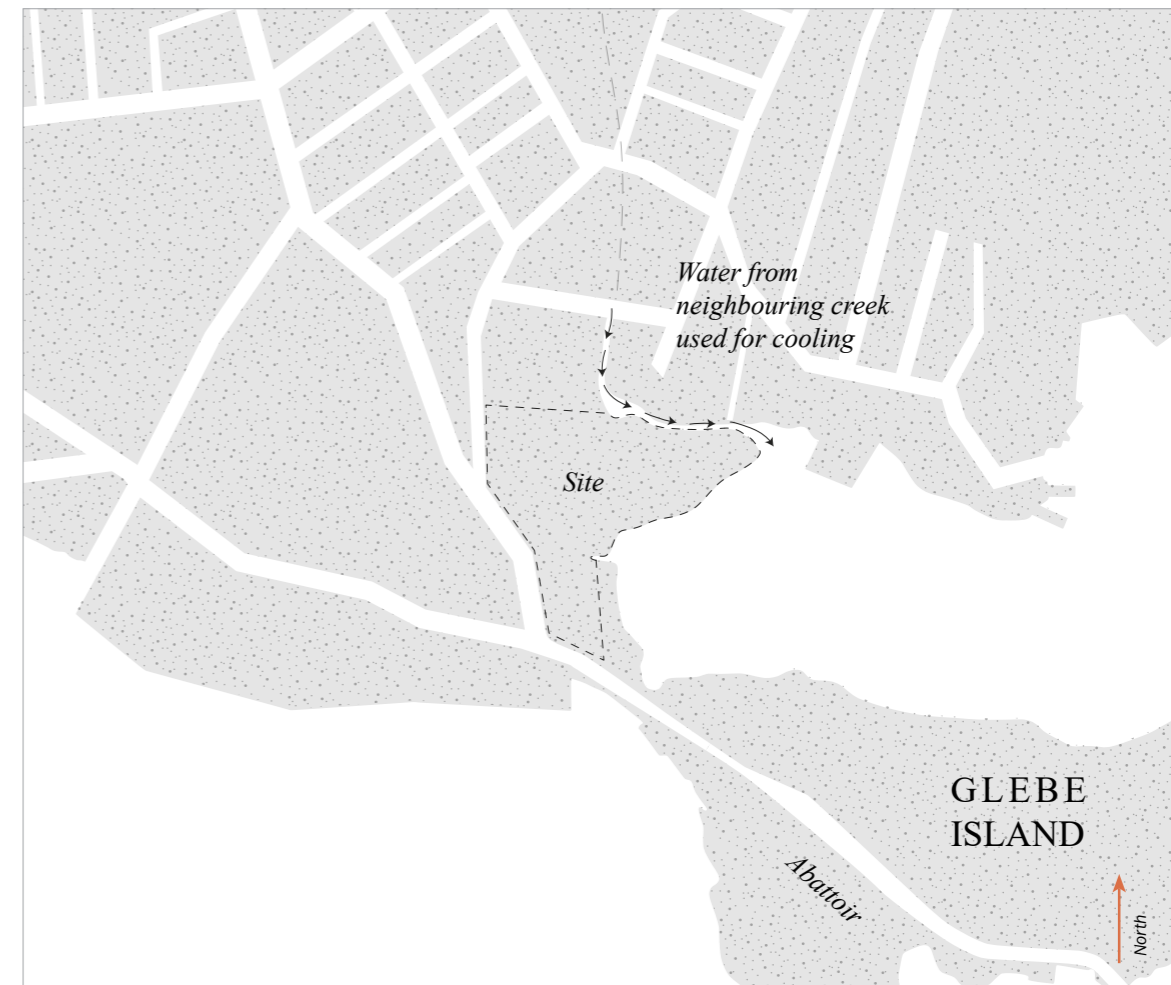 Water from
neighbouring creek
used for cooling
Site
GLEBE
ISLAND
Abattoir
North